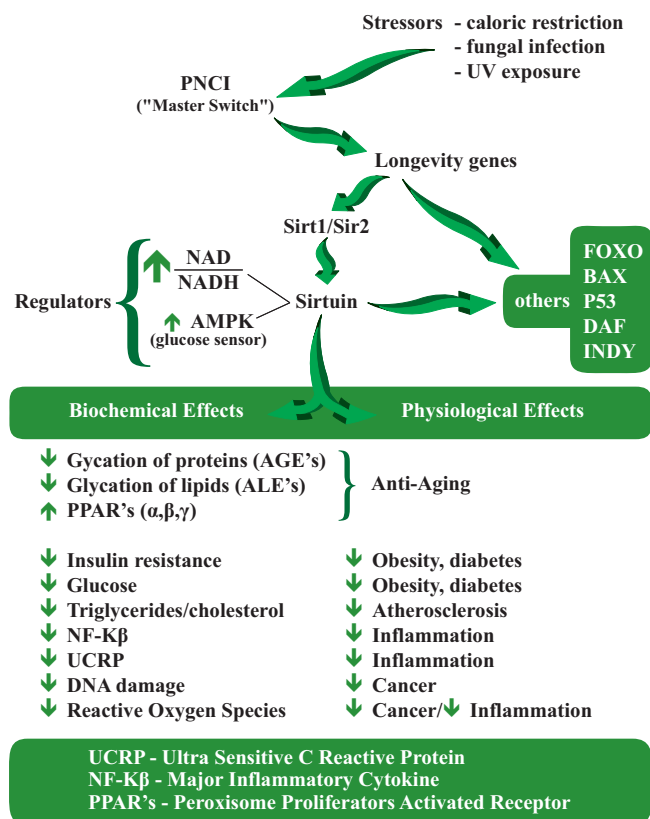 Stressors - caloric restriction
- fungal infection
- UV exposure
PNCI
("Master Switch")
Longevity genes
Sirt1/Sir2
NAD
NADH
Regulators
AMPK
(glucose sensor)
Sirtuin
others
FOXO
BAX
P53
DAF
INDY
Biochemical Effects
Physiological Effects
Gycation of proteins (AGE's)
Glycation of lipids (ALE's)
PPAR's (α,β,γ)
Anti-Aging
Insulin resistance
Obesity, diabetes
Glucose
Obesity, diabetes
Triglycerides/cholesterol
Atherosclerosis
NF-Kβ
Inflammation
UCRP
Inflammation
DNA damage
Cancer
Reactive Oxygen Species
Cancer/ Inflammation
UCRP - Ultra Sensitive C Reactive Protein
NF-Kβ - Major Inflammatory Cytokine
PPAR's - Peroxisome Proliferators Activated Receptor